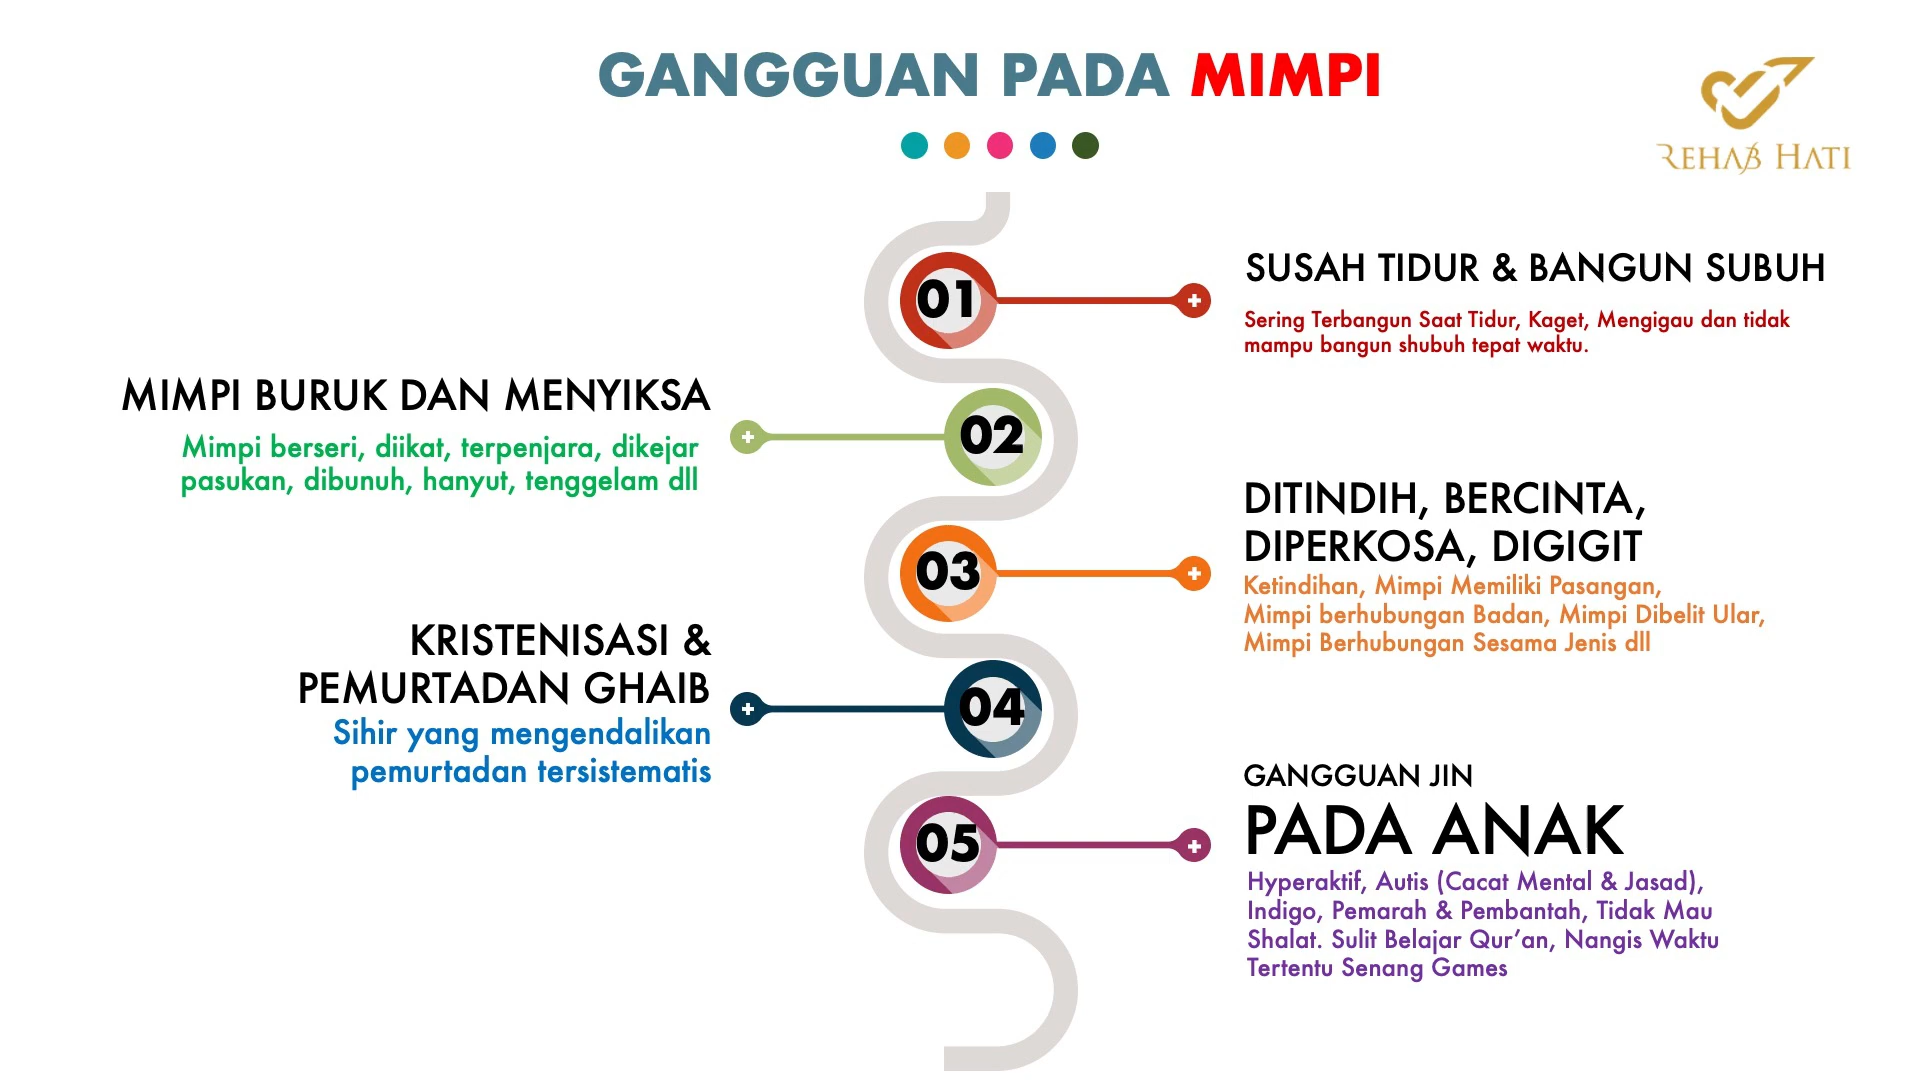 GANGGUAN PADA MIMPI
REHAB HATI
01
SUSAH TIDUR & BANGUN SUBUH
Sering Terbangun Saat Tidur, Kaget, Mengigau dan tidak
mampu bangun shubuh tepat waktu.
MIMPI BURUK DAN MENYIKSA
Mimpi berseri, diikat, terpenjara, dikejar
pasukan, dibunuh, hanyut, tenggelam dll
02
03
DITINDIH, BERCINTA,
DIPERKOSA, DIGIGIT
Ketindihan, Mimpi Memiliki Pasangan,
Mimpi berhubungan Badan, Mimpi Dibelit Ular,
Mimpi Berhubungan Sesama Jenis dll
KRISTENISASI &
PEMURTADAN GHAIB
Sihir yang mengendalikan
pemurtadan tersistematis
04
05
GANGGUAN JIN
PADA ANAK
Hyperaktif, Autis (Cacat Mental & Jasad),
Indigo, Pemarah & Pembantah, Tidak Mau
Shalat. Sulit Belajar Qur’an, Nangis Waktu
Tertentu Senang Games